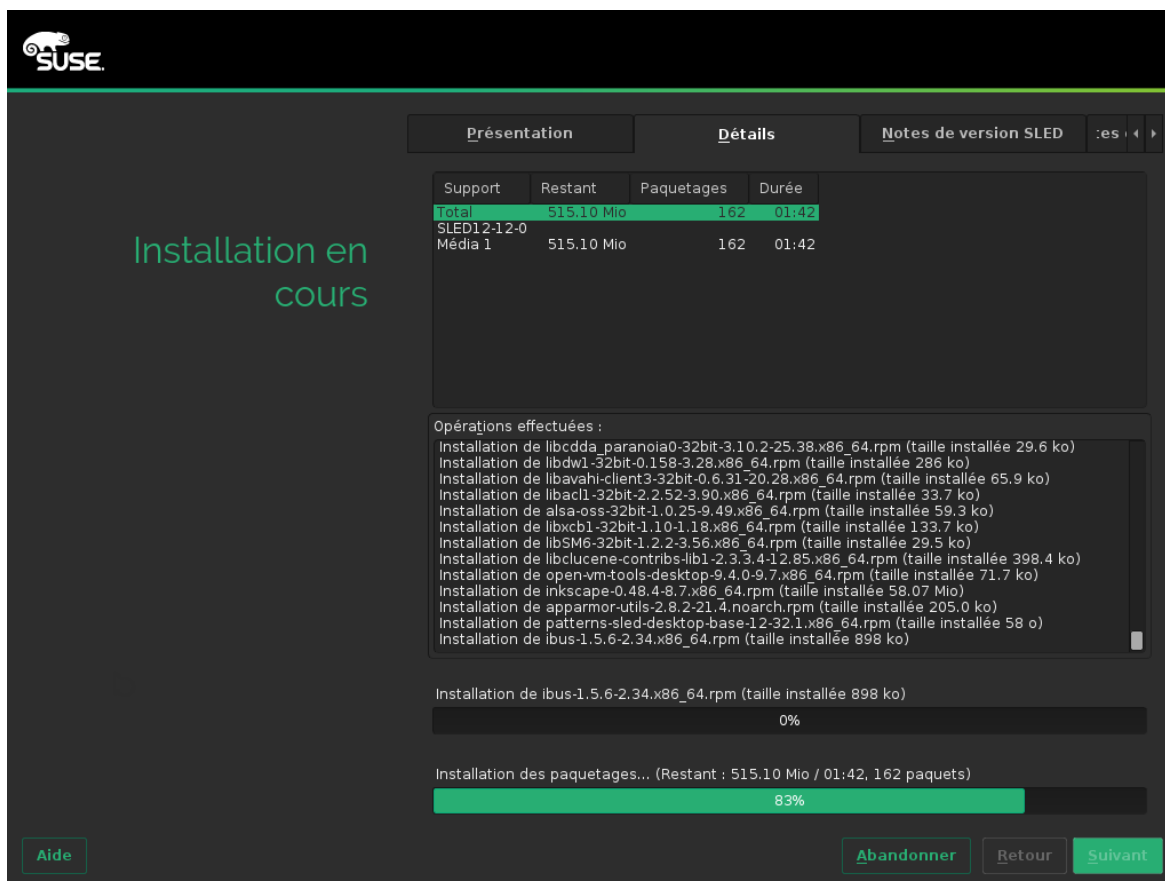 SUSE.
Présentation
Détails
Notes de version SLED
Installation en
cours
Support Restant Paquetages Durée
Total 515.10 Mio 162 01:42
SLED12-12-0
Média 1 515.10 Mio 162 01:42
Opérations effectuées :
Installation de libcdda_paranoia0-32bit-3.10.2-25.38.x86_64.rpm (taille installée 29.6 ko)
Installation de libdw1-32bit-0.158-3.28.x86_64.rpm (taille installée 286 ko)
Installation de libavahi-client3-32bit-0.6.31-20.28.x86_64.rpm (taille installée 65.9 ko)
Installation de libacl1-32bit-2.2.52-3.90.x86_64.rpm (taille installée 33.7 ko)
Installation de alsa-oss-32bit-1.0.25-9.49.x86_64.rpm (taille installée 59.3 ko)
Installation de libxcb1-32bit-1.10-1.18.x86_64.rpm (taille installée 133.7 ko)
Installation de libSM6-32bit-1.2.2-3.56.x86_64.rpm (taille installée 29.5 ko)
Installation de libclucene-contribs-lib1-2.3.3.4-12.85.x86_64.rpm (taille installée 398.4 ko)
Installation de open-vm-tools-desktop-9.4.0-9.7.x86_64.rpm (taille installée 71.7 ko)
Installation de inkscape-0.48.4-8.7.x86_64.rpm (taille installée 58.07 Mio)
Installation de apparmor-utils-2.8.2-21.4.noarch.rpm (taille installée 205.0 ko)
Installation de patterns-sled-desktop-base-12-32.1.x86_64.rpm (taille installée 58 o)
Installation de ibus-1.5.6-2.34.x86_64.rpm (taille installée 898 ko)
Installation de ibus-1.5.6-2.34.x86_64.rpm (taille installée 898 ko)
0%
Installation des paquetages... (Restant : 515.10 Mio / 01:42, 162 paquets)
83%
Aide
Abandonner
Retour
Suivant